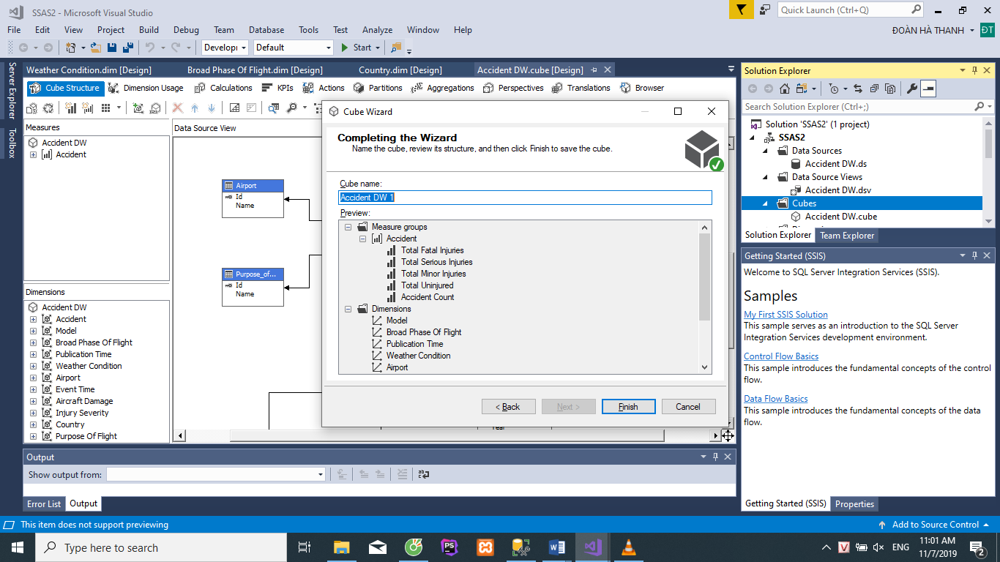 SSAS2 - Microsoft Visual Studio
Quick Launch (Ctrl+Q)
File Edit View Project Build Debug Team Database Tools Test Analyze Window Help
ĐOÀN HÀ THANH ĐT
Developı Default Start
Server Explorer
Toolbox
Weather Condition.dim [Design] Broad Phase Of Flight.dim [Design] Country.dim [Design] Accident DW.cube [Design]
Cube Structure Dimension Usage Calculations KPIs Actions Partitions Aggregations Perspectives Translations Browser
Measures
Accident DW
Accident
Dimensions
Accident DW
Accident
Model
Broad Phase Of Flight
Publication Time
Weather Condition
Airport
Event Time
Aircraft Damage
Injury Severity
Country
Purpose Of Flight
Data Source View
Airport
Id
Name
Purpose_of...
Id
Name
Year
Cube Wizard
Completing the Wizard
Name the cube, review its structure, and then click Finish to save the cube.
Cube name:
Accident DW 1
Preview:
Measure groups
Accident
Total Fatal Injuries
Total Serious Injuries
Total Minor Injuries
Total Uninjured
Accident Count
Dimensions
Model
Broad Phase Of Flight
Publication Time
Weather Condition
Airport
< Back Next > Finish Cancel
Solution Explorer
Search Solution Explorer (Ctrl+;)
Solution 'SSAS2' (1 project)
SSAS2
Data Sources
Accident DW.ds
Data Source Views
Accident DW.dsv
Cubes
Accident DW.cube
Solution Explorer Team Explorer
Getting Started (SSIS)
Welcome to SQL Server Integration Services (SSIS).
Samples
My First SSIS Solution
This sample serves as an introduction to the SQL Server
Integration Services development environment.
Control Flow Basics
This sample introduces the fundamental concepts of the control
flow.
Data Flow Basics
This sample introduces the fundamental concepts of the data
flow.
Getting Started (SSIS) Properties
Output
Show output from:
Error List Output
This item does not support previewing
Add to Source Control
Type here to search
PS
V
ENG
11:01 AM
11/7/2019
2